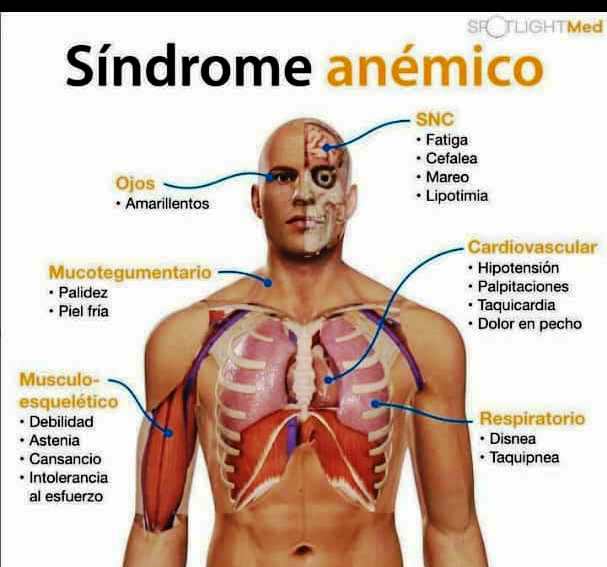 SPOTLIGHTMed
Síndrome anémico
SNC
• Fatiga
• Cefalea
• Mareo
• Lipotimia
Ojos
• Amarillentos
Cardiovascular
• Hipotensión
• Palpitaciones
• Taquicardia
• Dolor en pecho
Mucotegumentario
• Palidez
• Piel fría
Musculo-
esquelético
• Debilidad
• Astenia
• Cansancio
• Intolerancia
al esfuerzo
Respiratorio
• Disnea
• Taquipnea